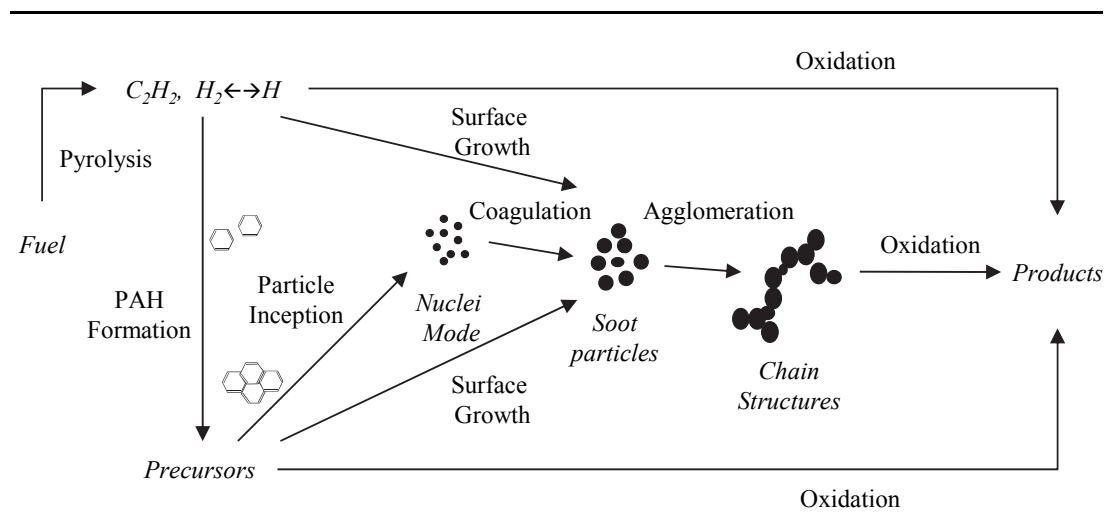 Oxidation
C₂H₂, H₂←→H
Surface
Growth
Pyrolysis
Coagulation
Agglomeration
Fuel
Oxidation
Products
Particle
Inception
PAH
Formation
Nuclei
Mode
Soot
particles
Chain
Structures
Surface
Growth
Precursors
Oxidation